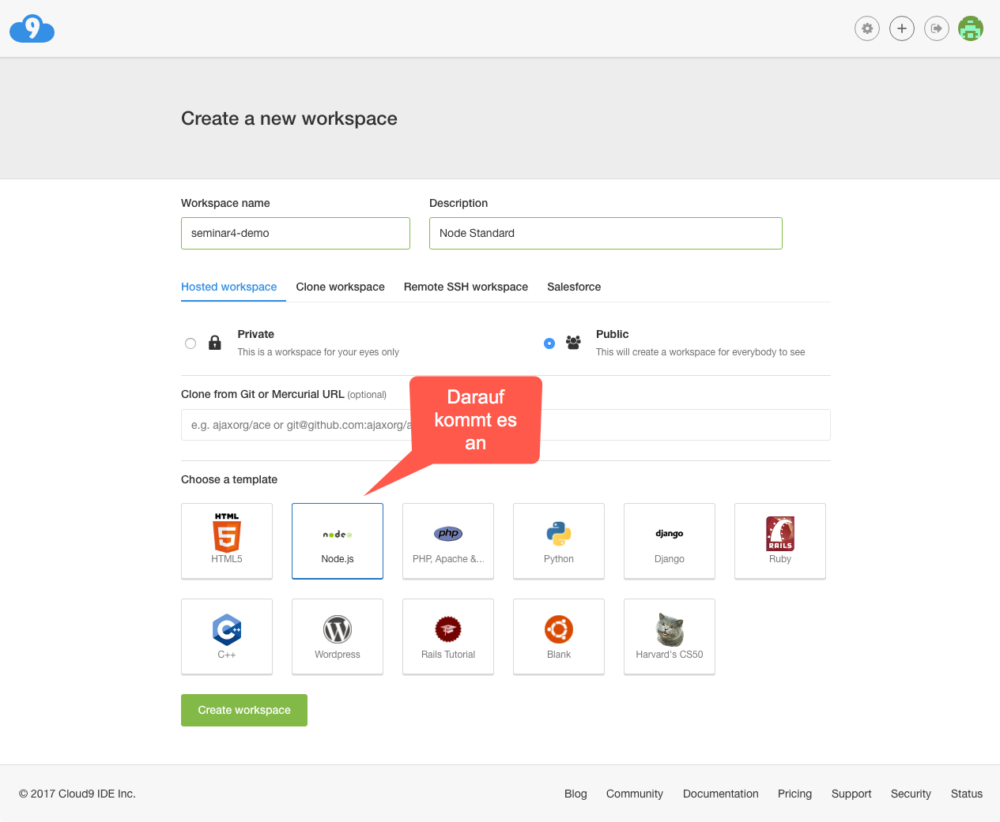 9
Create a new workspace
Workspace name
Description
seminar4-demo
Node Standard
Hosted workspace
Clone workspace
Remote SSH workspace
Salesforce
Private
This is a workspace for your eyes only
Public
This will create a workspace for everybody to see
Clone from Git or Mercurial URL (optional)
e.g. ajaxorg/ace or git@github.com:ajaxorg/a
Darauf
kommt es
an
Choose a template
HTML
5
HTML5
node
Node.js
php
PHP, Apache &...
Python
django
Django
RAILS
Ruby
C++
C++
W
Wordpress
Rails Tutorial
Blank
Harvard's CS50
Create workspace
© 2017 Cloud9 IDE Inc.
Blog
Community
Documentation
Pricing
Support
Security
Status